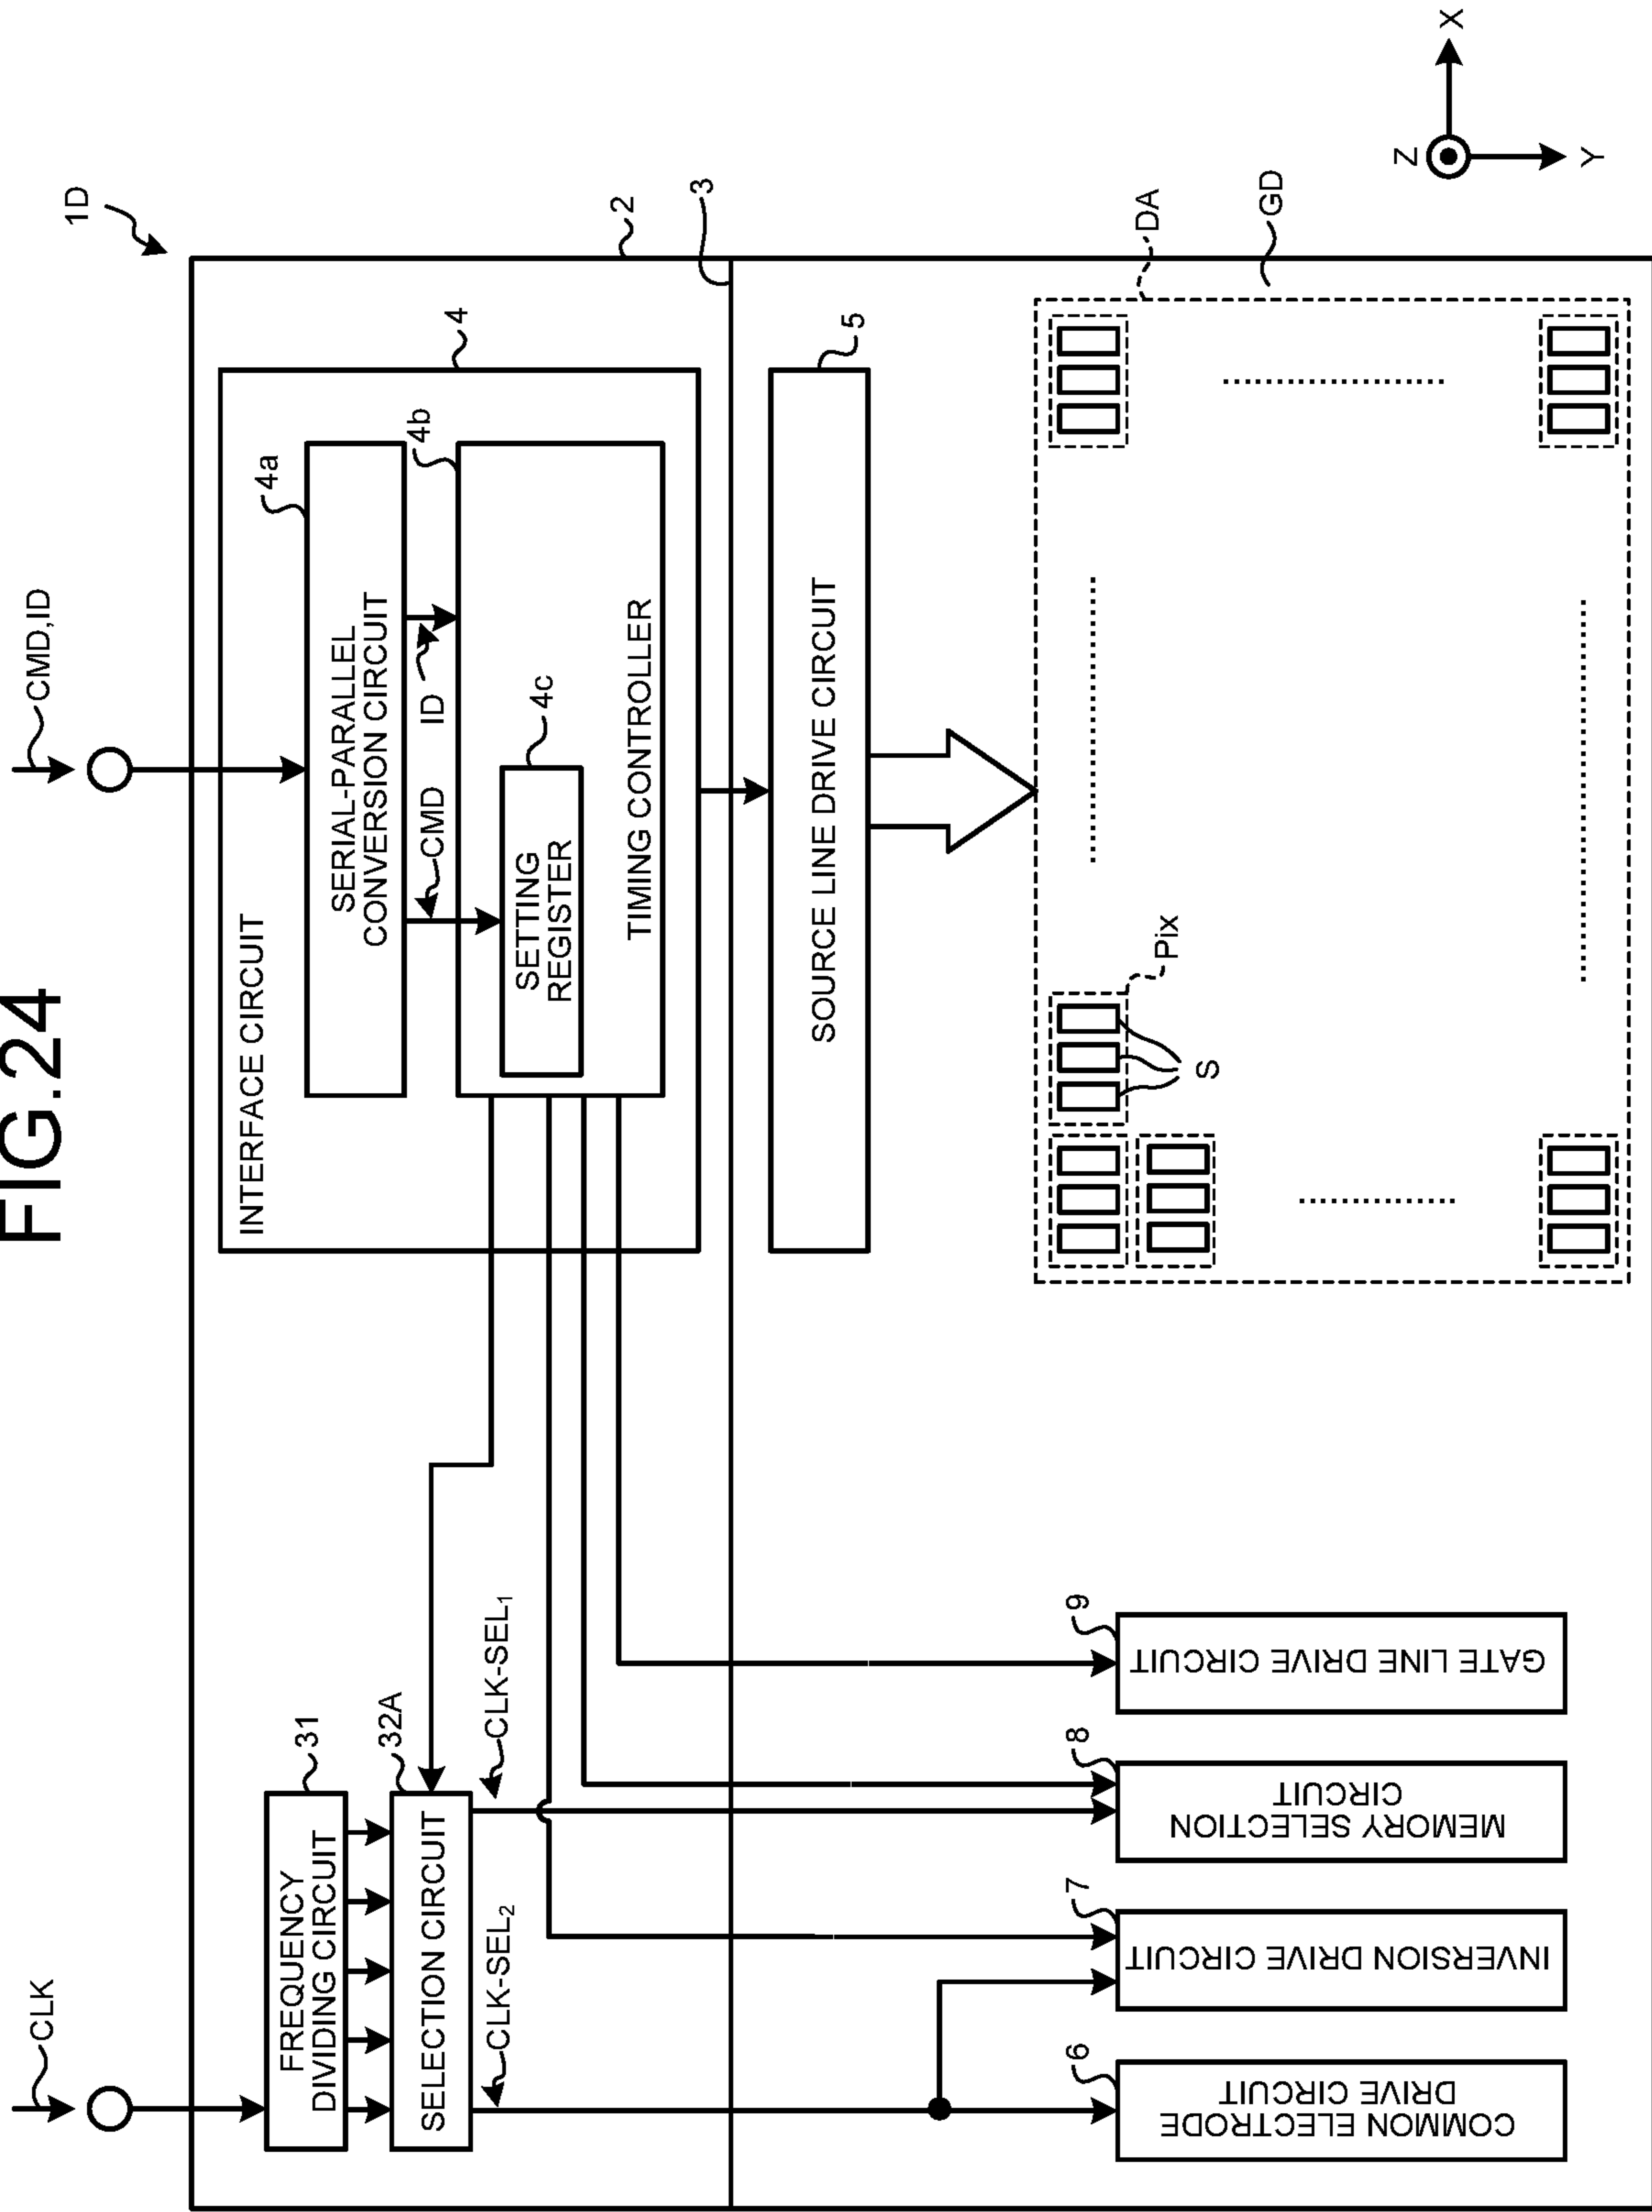 FIG.24
1D
CLK
CMD,ID
2
3
INTERFACE CIRCUIT
4
4a
SERIAL-PARALLEL
CONVERSION CIRCUIT
CMD
ID
4b
SETTING
REGISTER
4c
TIMING CONTROLLER
FREQUENCY
DIVIDING CIRCUIT
31
SELECTION CIRCUIT
32A
CLK-SEL₂
CLK-SEL₁
SOURCE LINE DRIVE CIRCUIT
5
COMMON ELECTRODE
DRIVE CIRCUIT
6
INVERSION DRIVE CIRCUIT
7
MEMORY SELECTION
CIRCUIT
8
GATE LINE DRIVE CIRCUIT
9
Pix
S
DA
GD
Z
X
Y